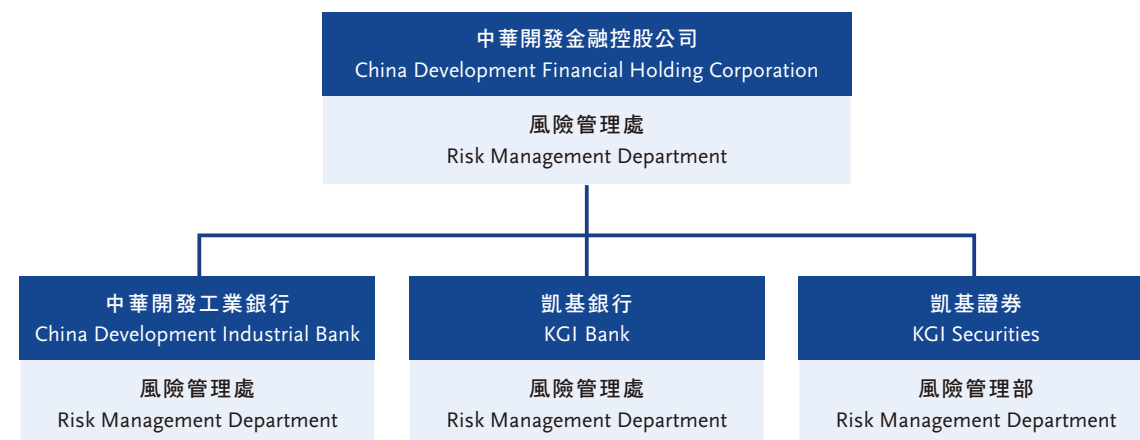 中華開發金融控股公司
China Development Financial Holding Corporation
風險管理處
Risk Management Department
中華開發工業銀行
China Development Industrial Bank
風險管理處
Risk Management Department
凱基銀行
KGI Bank
風險管理處
Risk Management Department
凱基證券
KGI Securities
風險管理部
Risk Management Department